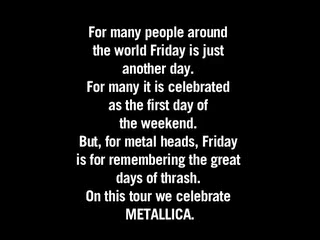 For many people around
the world Friday is just
another day.
For many it is celebrated
as the first day of
the weekend.
But, for metal heads, Friday
is for remembering the great
days of thrash.
On this tour we celebrate
METALLICA.